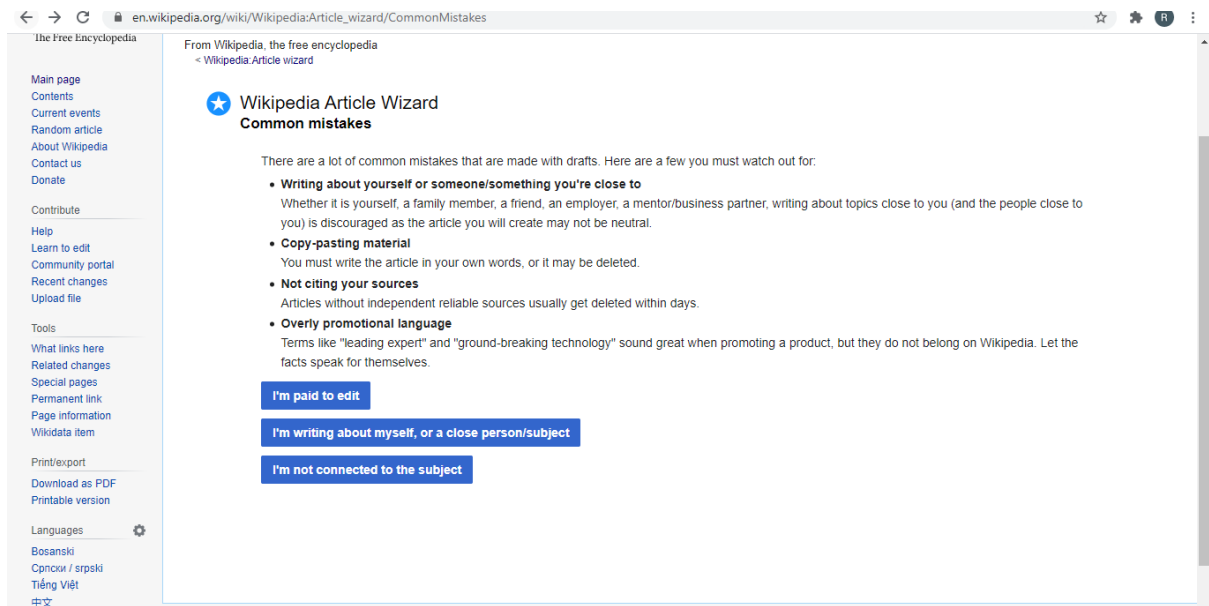 en.wikipedia.org/wiki/Wikipedia:Article_wizard/CommonMistakes
R
The Free Encyclopedia
Main page
Contents
Current events
Random article
About Wikipedia
Contact us
Donate
Contribute
Help
Learn to edit
Community portal
Recent changes
Upload file
Tools
What links here
Related changes
Special pages
Permanent link
Page information
Wikidata item
Print/export
Download as PDF
Printable version
Languages
Bosanski
Српски / srpski
Tiếng Việt
中文
From Wikipedia, the free encyclopedia
< Wikipedia:Article wizard
Wikipedia Article Wizard
Common mistakes
There are a lot of common mistakes that are made with drafts. Here are a few you must watch out for:
• Writing about yourself or someone/something you're close to
Whether it is yourself, a family member, a friend, an employer, a mentor/business partner, writing about topics close to you (and the people close to
you) is discouraged as the article you will create may not be neutral.
• Copy-pasting material
You must write the article in your own words, or it may be deleted.
• Not citing your sources
Articles without independent reliable sources usually get deleted within days.
• Overly promotional language
Terms like "leading expert" and "ground-breaking technology" sound great when promoting a product, but they do not belong on Wikipedia. Let the
facts speak for themselves.
I'm paid to edit
I'm writing about myself, or a close person/subject
I'm not connected to the subject